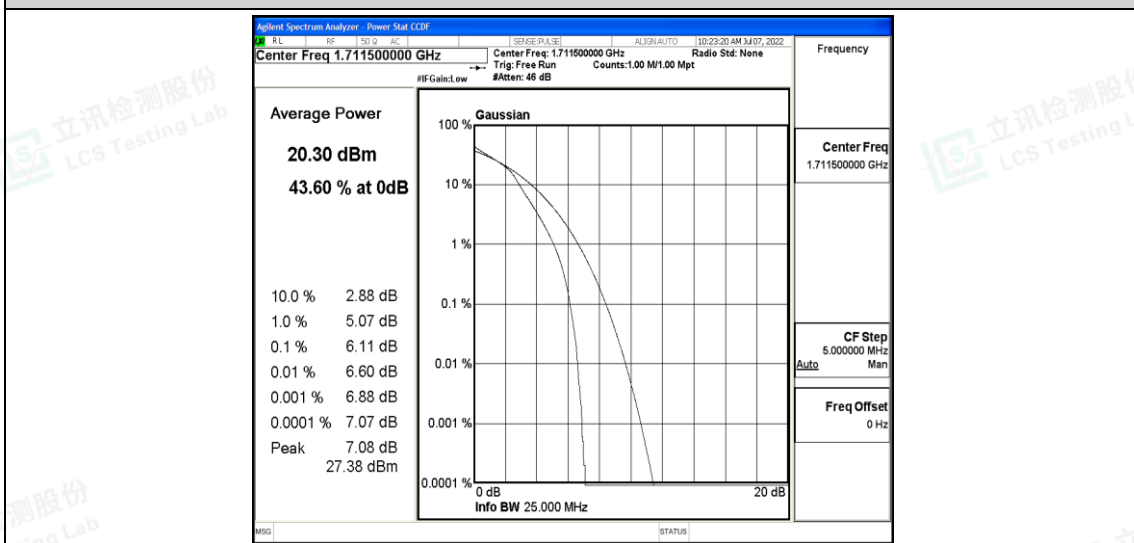 Agilent Spectrum Analyzer - Power Stat CCDF
RL RF 50 Ω AC SENSE:PULSE ALIGN AUTO 10:23:20 AM Jul 07, 2022
Center Freq 1.711500000 GHz
Center Freq: 1.711500000 GHz Radio Std: None
Trig: Free Run Counts:1.00 M/1.00 Mpt
#IFGain:Low #Atten: 46 dB
Frequency
Average Power
20.30 dBm
43.60 % at 0dB
10.0 % 2.88 dB
1.0 % 5.07 dB
0.1 % 6.11 dB
0.01 % 6.60 dB
0.001 % 6.88 dB
0.0001 % 7.07 dB
Peak 7.08 dB
27.38 dBm
Gaussian
100 %
10 %
1 %
0.1 %
0.01 %
0.001 %
0.0001 %
0 dB 20 dB
Info BW 25.000 MHz
Center Freq
1.711500000 GHz
CF Step
5.000000 MHz
Auto Man
Freq Offset
0 Hz
MSG STATUS
立讯检测股份
LCS Testing Lab
立讯检测股份
LCS Testing L
测股份
ng Lab